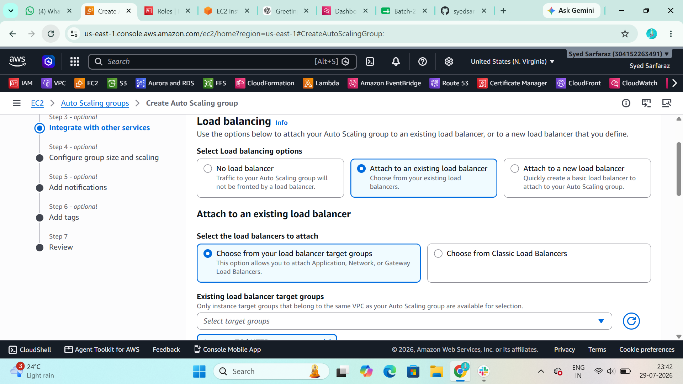 (4) Wha
Create
Roles
EC2 Ins
Greetin
Dashbo
Batch-2
syedsar
Ask Gemini
us-east-1.console.aws.amazon.com/ec2/home?region=us-east-1#CreateAutoScalingGroup:
aws
Search
[Alt+S]
United States (N. Virginia)
Syed Sarfaraz (304152263491)
Syed Sarfaraz
IAM
VPC
EC2
S3
Aurora and RDS
EFS
CloudFormation
Lambda
Amazon EventBridge
Route 53
Certificate Manager
CloudFront
CloudWatch
EC2
Auto Scaling groups
Create Auto Scaling group
Step 3 - optional
Integrate with other services
Step 4 - optional
Configure group size and scaling
Step 5 - optional
Add notifications
Step 6 - optional
Add tags
Step 7
Review
Load balancing Info
Use the options below to attach your Auto Scaling group to an existing load balancer, or to a new load balancer that you define.
Select Load balancing options
No load balancer
Traffic to your Auto Scaling group will
not be fronted by a load balancer.
Attach to an existing load balancer
Choose from your existing load
balancers.
Attach to a new load balancer
Quickly create a basic load balancer to
attach to your Auto Scaling group.
Attach to an existing load balancer
Select the load balancers to attach
Choose from your load balancer target groups
This option allows you to attach Application, Network, or Gateway
Load Balancers.
Choose from Classic Load Balancers
Existing load balancer target groups
Only instance target groups that belong to the same VPC as your Auto Scaling group are available for selection.
Select target groups
CloudShell
Agent Toolkit for AWS
Feedback
Console Mobile App
© 2026, Amazon Web Services, Inc. or its affiliates.
Privacy
Terms
Cookie preferences
3
24°C
Light rain
Search
ENG
IN
23:42
29-07-2026